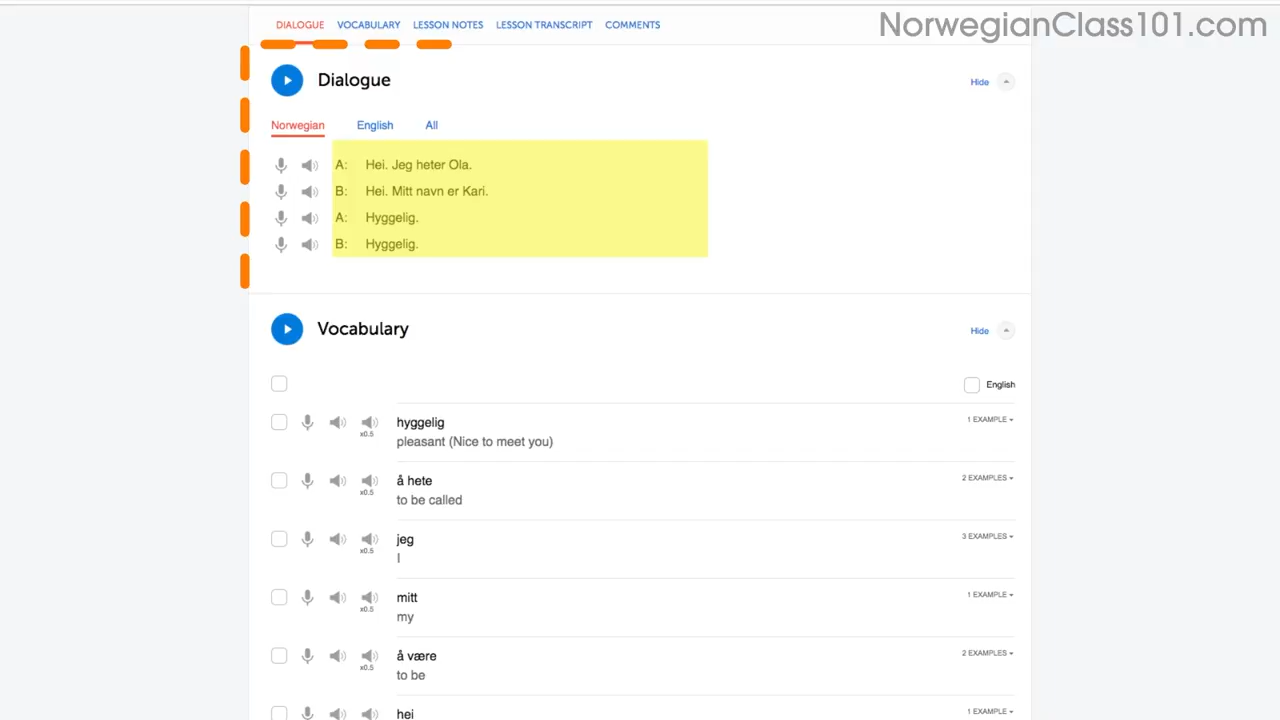 NorwegianClass101.com
DIALOGUE VOCABULARY LESSON NOTES LESSON TRANSCRIPT COMMENTS
Dialogue
Hide
Norwegian English All
A: Hei. Jeg heter Ola.
B: Hei. Mitt navn er Kari.
A: Hyggelig.
B: Hyggelig.
Vocabulary
Hide
English
hyggelig
1 EXAMPLE
pleasant (Nice to meet you)
x0.5
å hete
2 EXAMPLES
to be called
x0.5
jeg
3 EXAMPLES
I
x0.5
mitt
1 EXAMPLE
my
x0.5
å være
2 EXAMPLES
to be
x0.5
hei
1 EXAMPLE